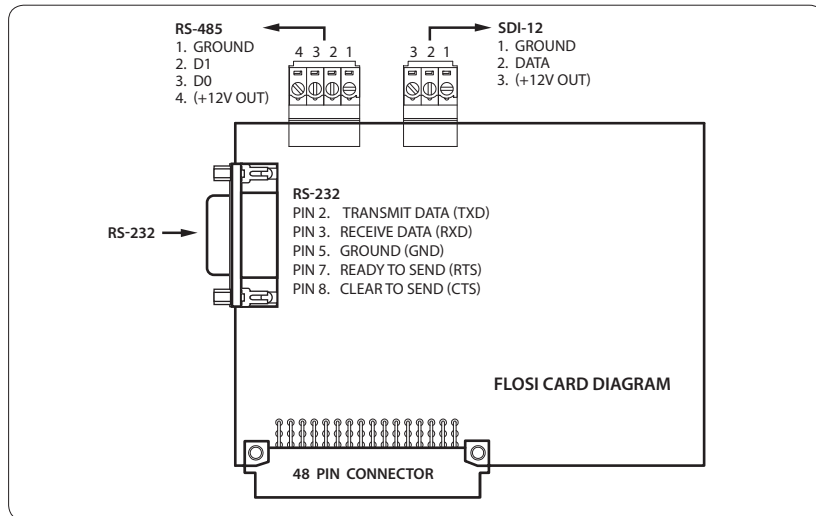 RS-485
1. GROUND
2. D1
3. D0
4. (+12V OUT)
4 3 2 1
3 2 1
SDI-12
1. GROUND
2. DATA
3. (+12V OUT)
RS-232
RS-232
PIN 2. TRANSMIT DATA (TXD)
PIN 3. RECEIVE DATA (RXD)
PIN 5. GROUND (GND)
PIN 7. READY TO SEND (RTS)
PIN 8. CLEAR TO SEND (CTS)
FLOSI CARD DIAGRAM
48 PIN CONNECTOR